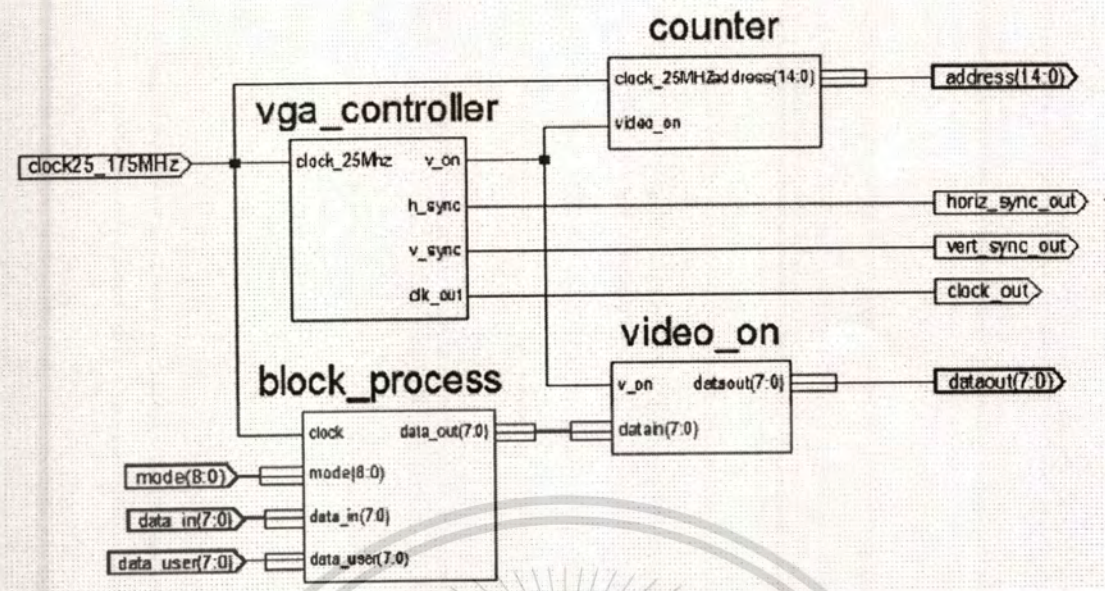 counter
clock_25MHZ address(14:0)
video_on
address(14:0)
vga_controller
clock25_175MHz
clock_25Mhz v_on
h_sync
v_sync
clk_out
horiz_sync_out
vert_sync_out
clock_out
video_on
v_on dataout(7:0)
datain(7:0)
dataout(7:0)
block_process
clock data_out(7:0)
mode(8:0)
data_in(7:0)
data_user(7:0)
mode(8:0)
data_in(7:0)
data_user(7:0)